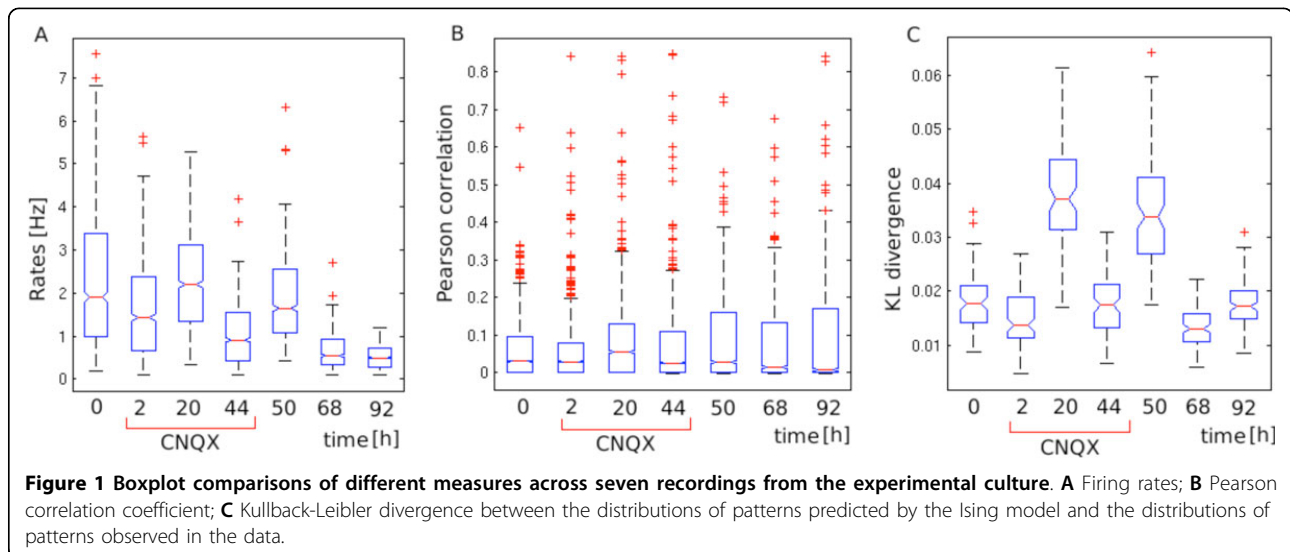 A
Rates [Hz]
7
6
5
4
3
2
1
0
0 2 20 44 50 68 92
CNQX
time [h]
B
Pearson correlation
0.8
0.7
0.6
0.5
0.4
0.3
0.2
0.1
0
0 2 20 44 50 68 92
CNQX
time [h]
C
KL divergence
0.06
0.05
0.04
0.03
0.02
0.01
0 2 20 44 50 68 92
CNQX
time [h]
Figure 1 Boxplot comparisons of different measures across seven recordings from the experimental culture. A Firing rates; B Pearson
correlation coefficient; C Kullback-Leibler divergence between the distributions of patterns predicted by the Ising model and the distributions of
patterns observed in the data.